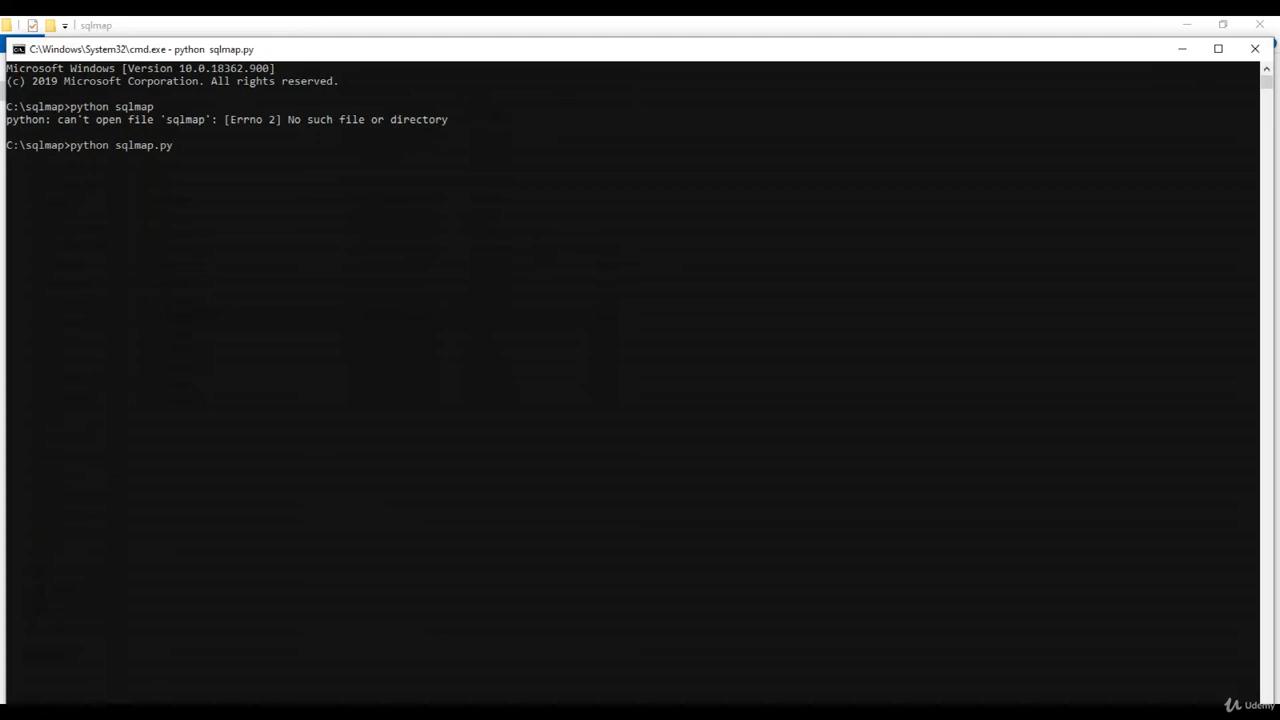 sqlmap
C:\Windows\System32\cmd.exe - python  sqlmap.py
Microsoft Windows [Version 10.0.18362.900]
(c) 2019 Microsoft Corporation. All rights reserved.
C:\sqlmap>python sqlmap
python: can't open file 'sqlmap': [Errno 2] No such file or directory
C:\sqlmap>python sqlmap.py
Udemy